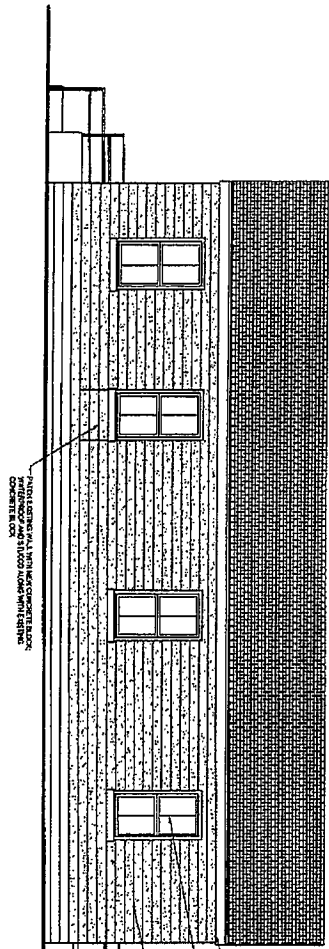 PATCH EXISTING WALL WITH NEW CONCRETE BLOCK;
WATERPROOF AND STUCCO ALONG WITH EXISTING
CONCRETE BLOCK